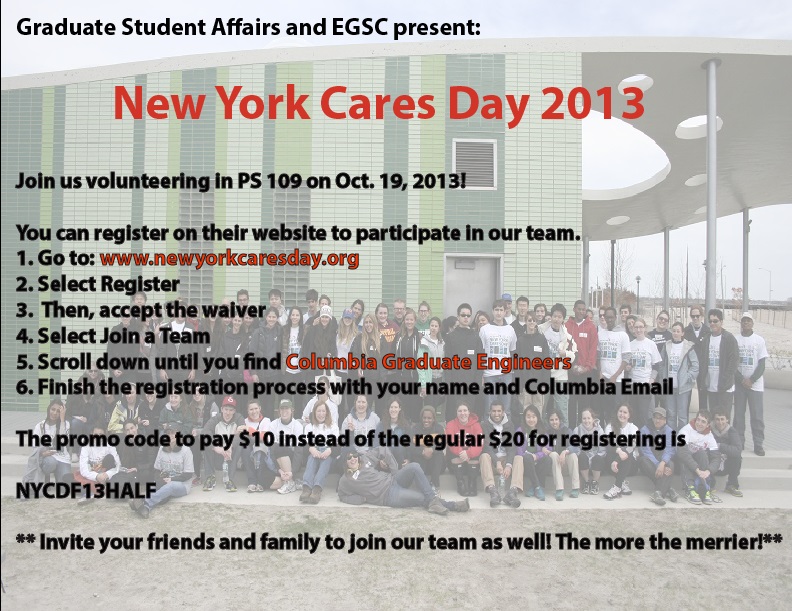 Graduate Student Affairs and EGSC present:
New York Cares Day 2013
Join us volunteering in PS 109 on Oct. 19, 2013!
You can register on their website to participate in our team.
1. Go to: www.newyorkcaresday.org
2. Select Register
3. Then, accept the waiver
4. Select Join a Team
5. Scroll down until you find Columbia Graduate Engineers
6. Finish the registration process with your name and Columbia Email
The promo code to pay $10 instead of the regular $20 for registering is
NYCDF13HALF
** Invite your friends and family to join our team as well! The more the merrier!**